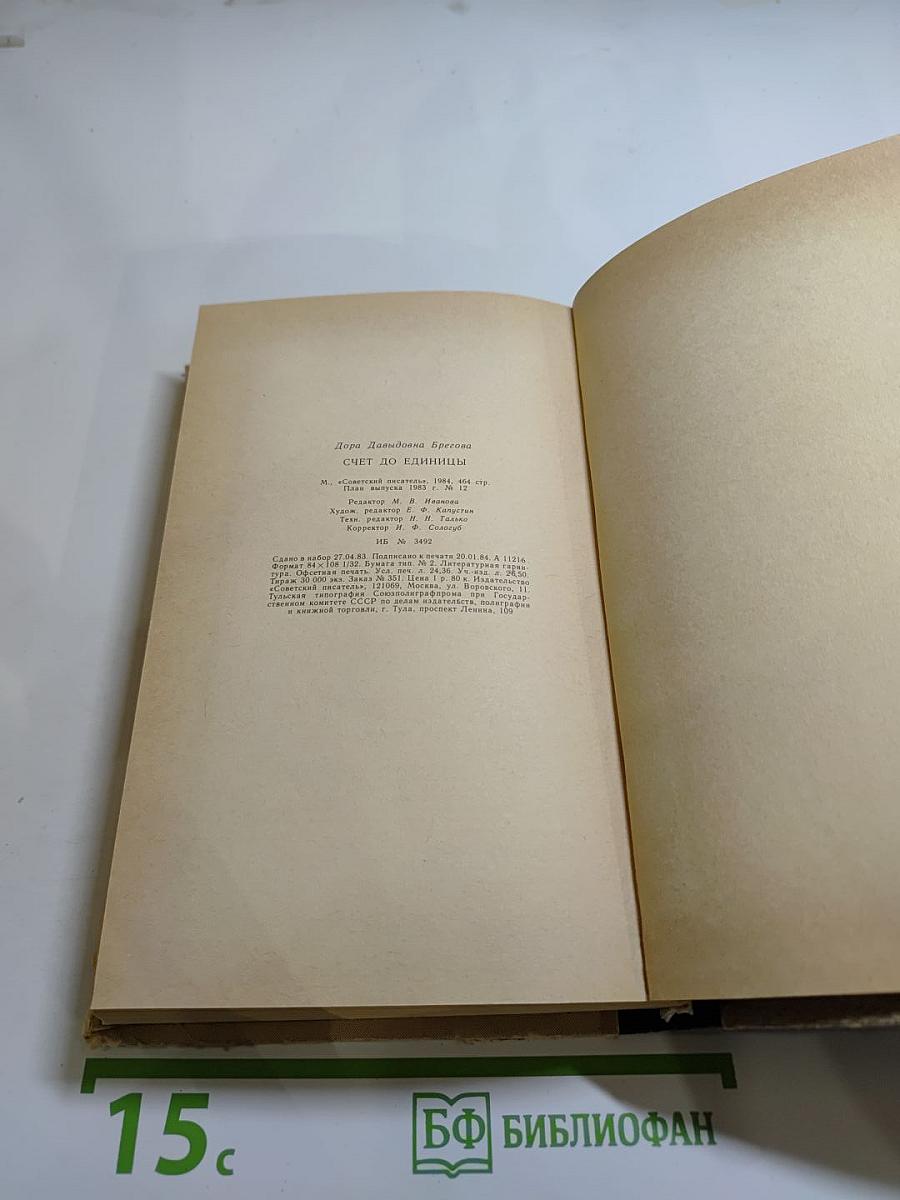 Дора Давыдовна Брегова
СЧЕТ ДО ЕДИНИЦЫ
М., «Советский писатель», 1984, 464 стр.
План выпуска 1983 г. № 12
Редактор М. В. Иванова
Худож. редактор Е. Ф. Капустин
Техн. редактор Н. Н. Талько
Корректор И. Ф. Сологуб
ИБ № 3492
Сдано в набор 27.04.83. Подписано к печати 20.01.84. А 11216.
Формат 84×108 1/32. Бумага тип. № 2. Литературная гарни-
тура. Офсетная печать. Усл. печ. л. 24,36. Уч.-изд. л. 26,50.
Тираж 30 000 экз. Заказ № 351. Цена 1 р. 80 к. Издательство
«Советский писатель», 121069, Москва, ул. Воровского, 11.
Тульская типография Союзполиграфпрома при Государ-
ственном комитете СССР по делам издательств, полиграфии
и книжной торговли, г. Тула, проспект Ленина, 109
15 с
БФ БИБЛИОФАН